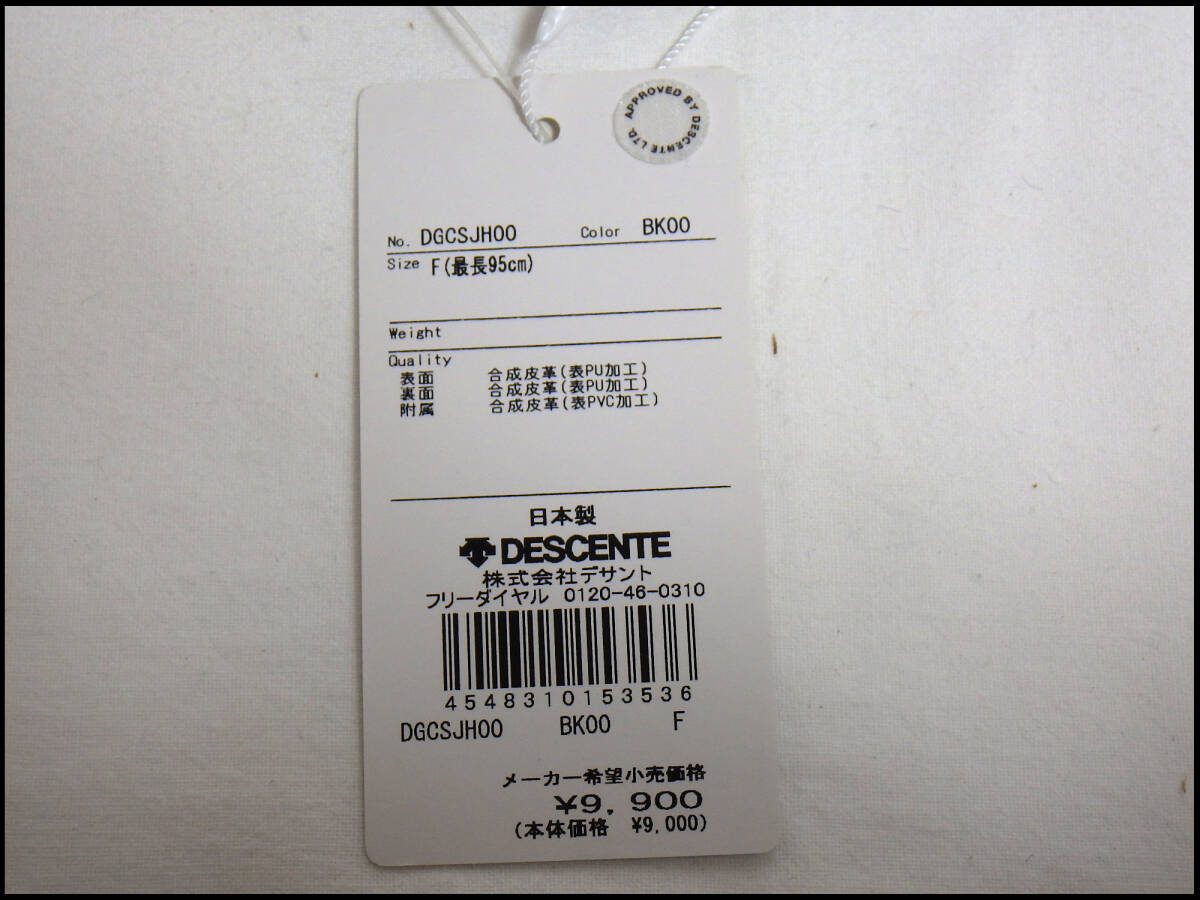 APPROVED BY DESCENTE LTD.
No. DGCSJH00 Color BK00
Size F(最長95cm)
Weight
Quality
表面 合成皮革(表PU加工)
裏面 合成皮革(表PU加工)
附属 合成皮革(表PVC加工)
日本製
DESCENTE
株式会社デサント
フリーダイヤル 0120-46-0310
4548310153536
DGCSJH00 BK00 F
メーカー希望小売価格
¥9,900
(本体価格 ¥9,000)